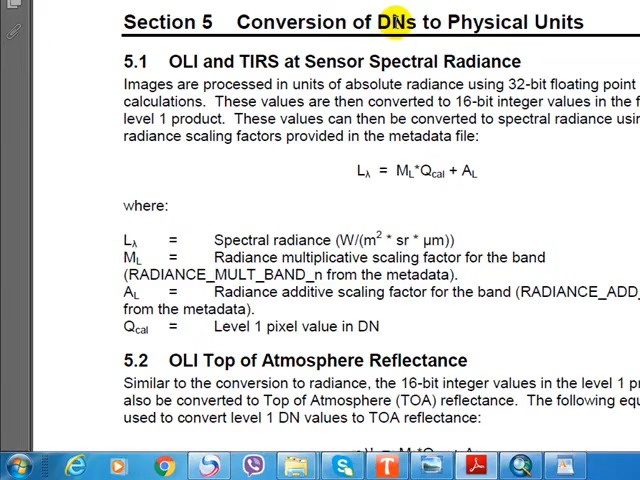 Section 5 Conversion of DNs to Physical Units
5.1 OLI and TIRS at Sensor Spectral Radiance
Images are processed in units of absolute radiance using 32-bit floating point
calculations. These values are then converted to 16-bit integer values in the f
level 1 product. These values can then be converted to spectral radiance usin
radiance scaling factors provided in the metadata file:
Lλ = ML*Qcal + AL
where:
Lλ = Spectral radiance (W/(m2 * sr * µm))
ML = Radiance multiplicative scaling factor for the band
(RADIANCE_MULT_BAND_n from the metadata).
AL = Radiance additive scaling factor for the band (RADIANCE_ADD_
from the metadata).
Qcal = Level 1 pixel value in DN
5.2 OLI Top of Atmosphere Reflectance
Similar to the conversion to radiance, the 16-bit integer values in the level 1 pr
also be converted to Top of Atmosphere (TOA) reflectance. The following equ
used to convert level 1 DN values to TOA reflectance: